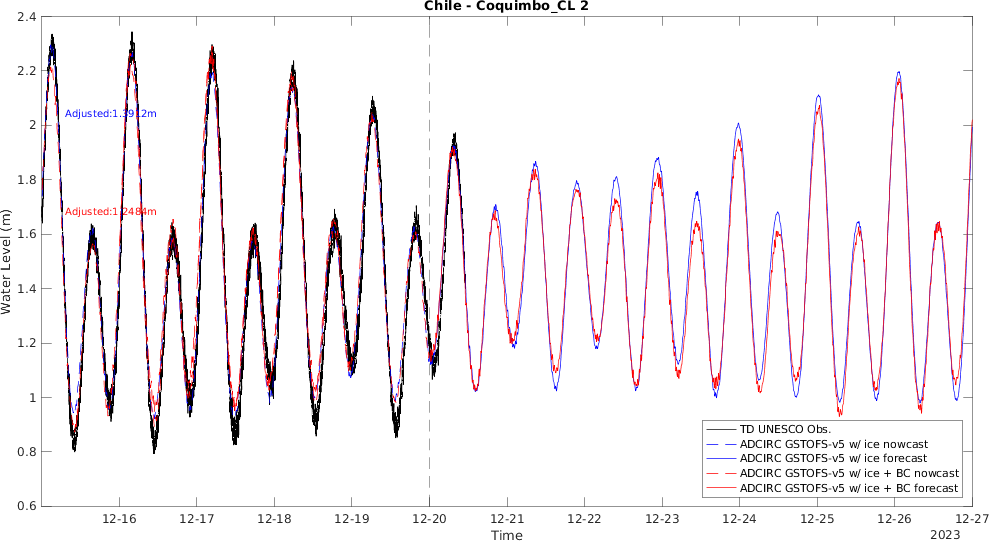 Chile - Coquimbo_CL 2
2.4
2.2
2
1.8
1.6
1.4
1.2
1
0.8
0.6
Water Level (m)
Adjusted:1.3912m
Adjusted:1.2484m
TD UNESCO Obs.
ADCIRC GSTOFS-v5 w/ ice nowcast
ADCIRC GSTOFS-v5 w/ ice forecast
ADCIRC GSTOFS-v5 w/ ice + BC nowcast
ADCIRC GSTOFS-v5 w/ ice + BC forecast
12-16 12-17 12-18 12-19 12-20 12-21 12-22 12-23 12-24 12-25 12-26 12-27
Time
2023